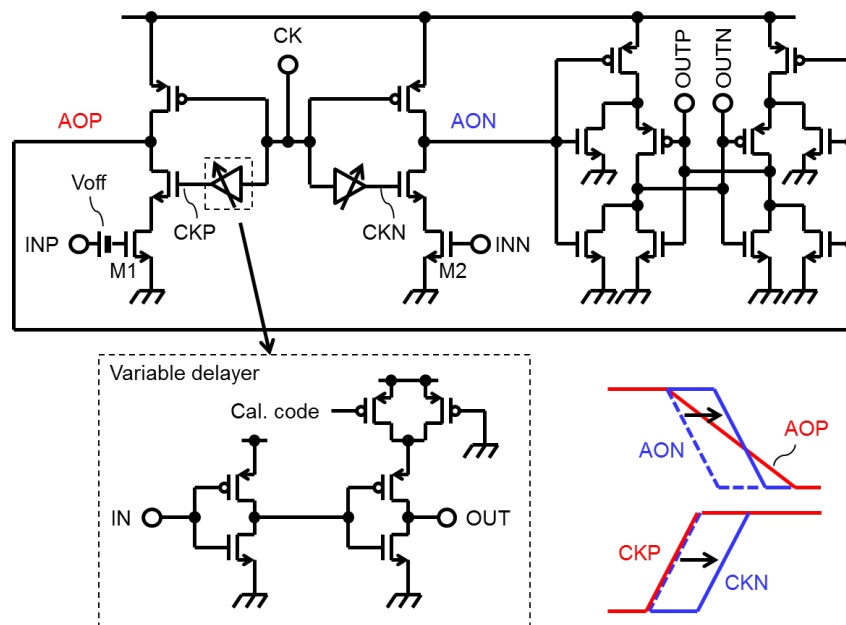 CK
OUTP
OUTN
AOP
AON
Voff
CKP
CKN
INP
M1
M2
INN
Variable delayer
Cal. code
IN
OUT
AOP
AON
CKP
CKN